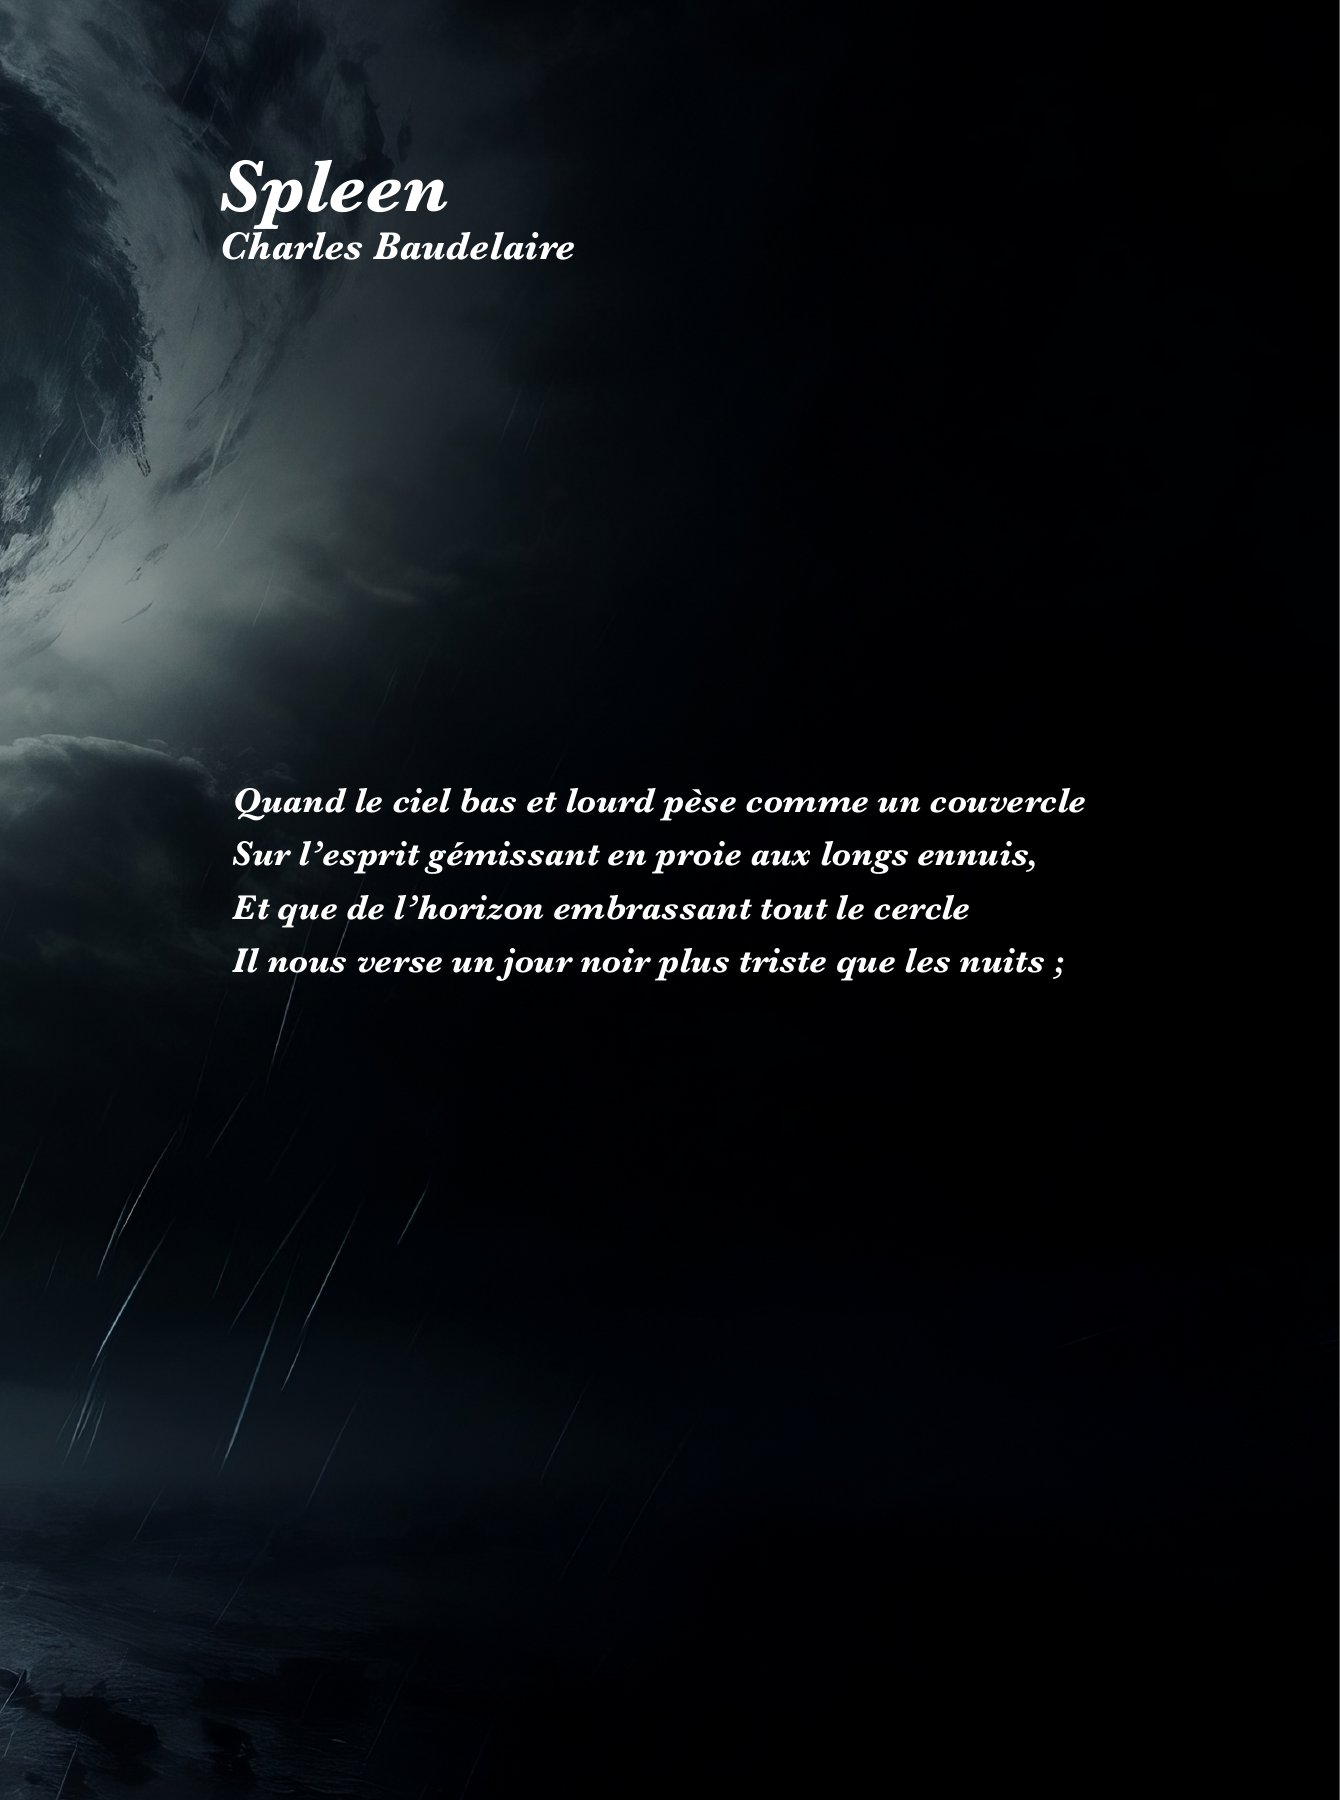 Spleen
Charles Baudelaire
Quand le ciel bas et lourd pèse comme un couvercle
Sur l’esprit gémissant en proie aux longs ennuis,
Et que de l’horizon embrassant tout le cercle
Il nous verse un jour noir plus triste que les nuits ;